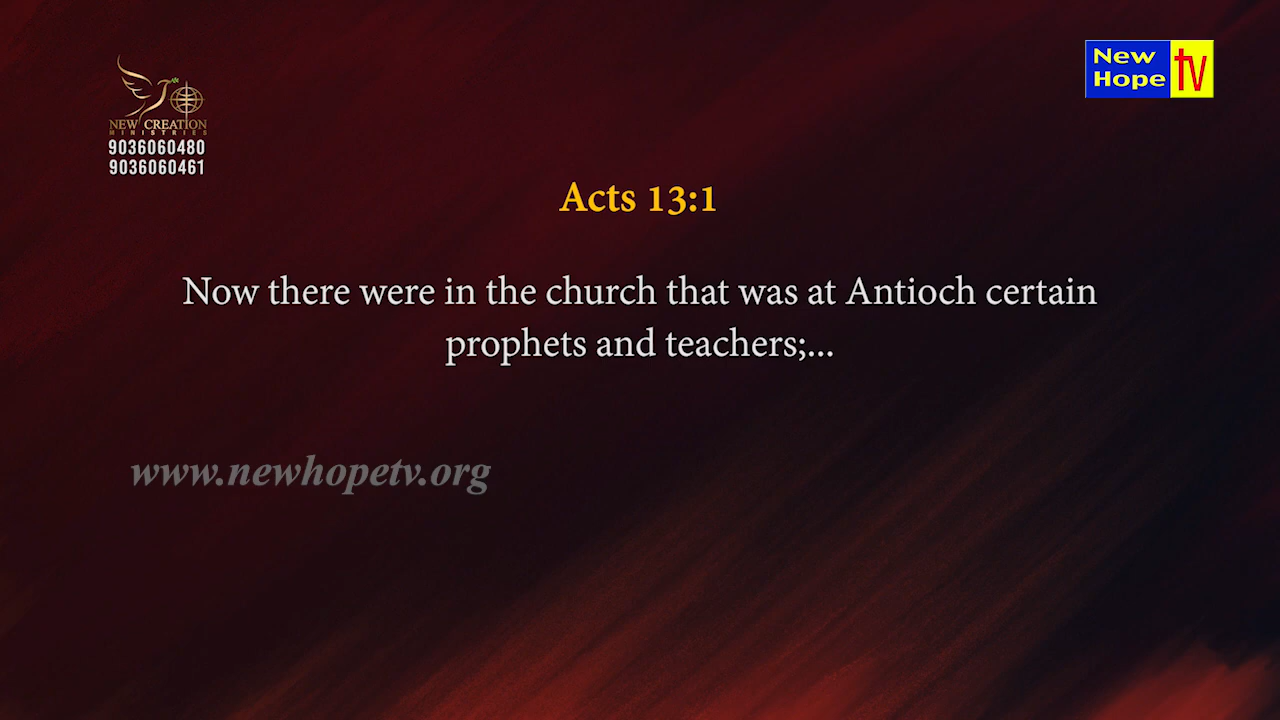 New
Hope
tv
NEW CREATION
MINISTRIES
9036060480
9036060461
Acts 13:1
Now there were in the church that was at Antioch certain
prophets and teachers;...
www.newhopetv.org